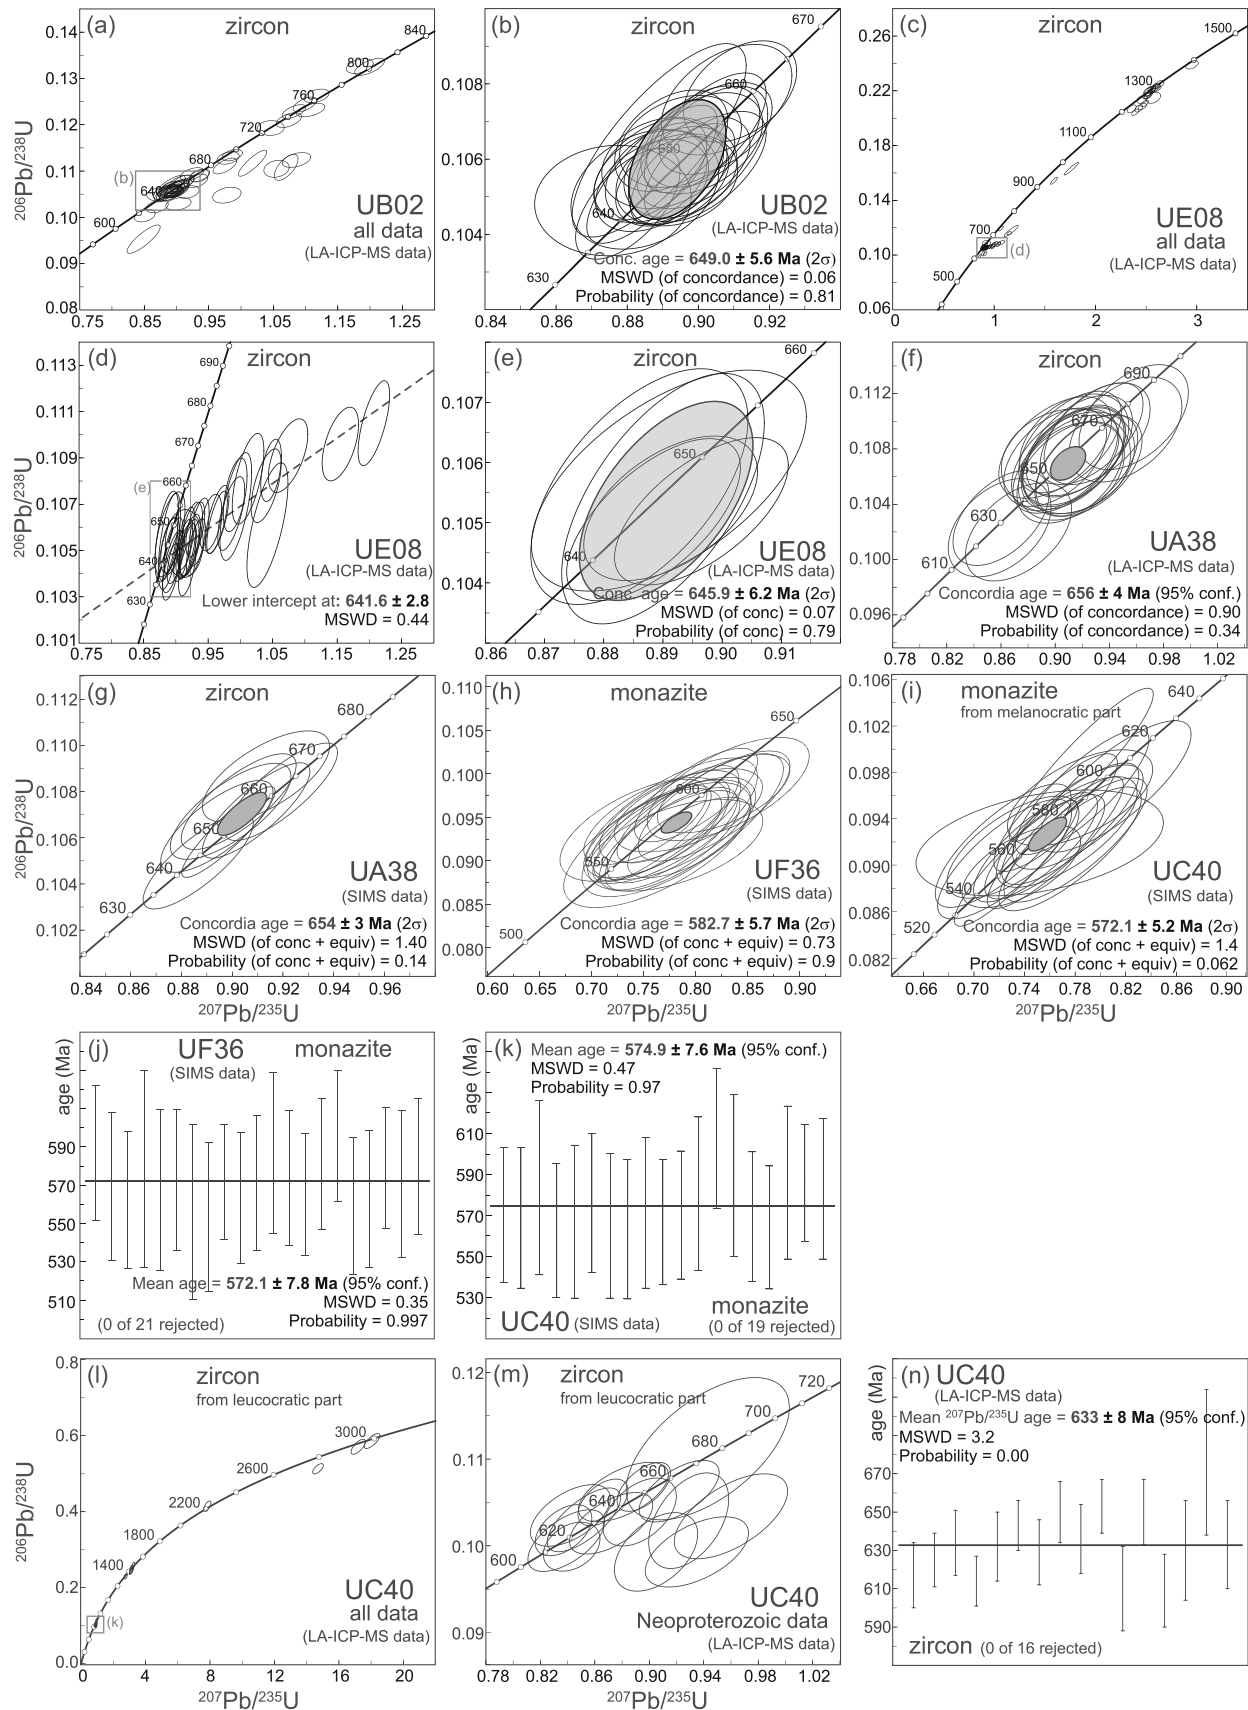 (a) zircon
0.14
0.13
0.12
0.11
0.10
0.09
0.08
206Pb/238U
840
800
760
720
680
640
600
(b)
UB02
all data
(LA-ICP-MS data)
0.75 0.85 0.95 1.05 1.15 1.25
(b) zircon
670
0.108
660
0.106
650
640
0.104
630
UB02
(LA-ICP-MS data)
Conc. age = 649.0 ± 5.6 Ma (2σ)
MSWD (of concordance) = 0.06
Probability (of concordance) = 0.81
0.84 0.86 0.88 0.90 0.92
(c) zircon
1500
0.26
0.22
0.18
0.14
0.10
0.06
1300
1100
900
700
500
(d)
UE08
all data
(LA-ICP-MS data)
0 1 2 3
(d) zircon
0.113
0.111
0.109
0.107
0.105
0.103
0.101
206Pb/238U
690
680
670
660
650
640
630
(e)
UE08
(LA-ICP-MS data)
Lower intercept at: 641.6 ± 2.8
MSWD = 0.44
0.75 0.85 0.95 1.05 1.15 1.25
(e) zircon
660
0.107
0.106
650
0.105
640
0.104
UE08
(LA-ICP-MS data)
Conc. age = 645.9 ± 6.2 Ma (2σ)
MSWD (of conc) = 0.07
Probability (of conc) = 0.79
0.86 0.87 0.88 0.89 0.90 0.91
(f) zircon
0.112
0.108
0.104
0.100
0.096
690
670
650
630
610
UA38
(LA-ICP-MS data)
Concordia age = 656 ± 4 Ma (95% conf.)
MSWD (of concordance) = 0.90
Probability (of concordance) = 0.34
0.78 0.82 0.86 0.90 0.94 0.98 1.02
(g) zircon
0.112
0.110
0.108
0.106
0.104
0.102
206Pb/238U
680
670
660
650
640
630
UA38
(SIMS data)
Concordia age = 654 ± 3 Ma (2σ)
MSWD (of conc + equiv) = 1.40
Probability (of conc + equiv) = 0.14
0.84 0.86 0.88 0.90 0.92 0.94 0.96
207Pb/235U
(h) monazite
0.110
0.100
0.095
0.090
0.085
0.080
650
600
550
500
UF36
(SIMS data)
Concordia age = 582.7 ± 5.7 Ma (2σ)
MSWD (of conc + equiv) = 0.73
Probability (of conc + equiv) = 0.9
0.60 0.65 0.70 0.75 0.80 0.85 0.90
207Pb/235U
(i) monazite
from melanocratic part
0.106
0.102
0.098
0.094
0.090
0.086
0.082
640
620
600
580
560
540
520
UC40
(SIMS data)
Concordia age = 572.1 ± 5.2 Ma (2σ)
MSWD (of conc + equiv) = 1.4
Probability (of conc + equiv) = 0.062
0.66 0.70 0.74 0.78 0.82 0.86 0.90
207Pb/235U
(j) UF36 monazite
(SIMS data)
age (Ma)
590
570
550
530
510
Mean age = 572.1 ± 7.8 Ma (95% conf.)
MSWD = 0.35
(0 of 21 rejected) Probability = 0.997
(k) Mean age = 574.9 ± 7.6 Ma (95% conf.)
MSWD = 0.47
Probability = 0.97
age (Ma)
610
590
570
550
530
monazite
UC40 (SIMS data) (0 of 19 rejected)
(l) zircon
from leucocratic part
0.8
0.6
0.4
0.2
0.0
206Pb/238U
3000
2600
2200
1800
1400
(k)
UC40
all data
(LA-ICP-MS data)
0 4 8 12 16 20
207Pb/235U
(m) zircon
from leucocratic part
0.12
0.11
0.10
0.09
720
700
680
660
640
620
600
UC40
Neoproterozoic data
(LA-ICP-MS data)
0.78 0.82 0.86 0.90 0.94 0.98 1.02
207Pb/235U
(n) UC40
(LA-ICP-MS data)
Mean 207Pb/235U age = 633 ± 8 Ma (95% conf.)
MSWD = 3.2
Probability = 0.00
age (Ma)
670
650
630
610
590
zircon (0 of 16 rejected)